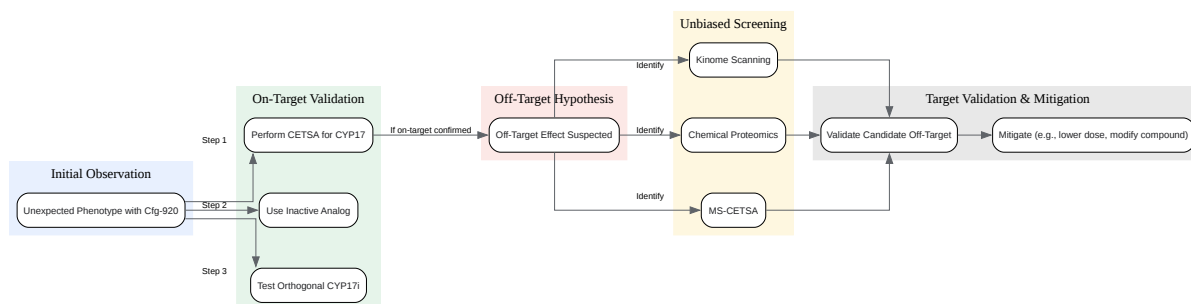 Unbiased Screening
Kinome Scanning
Identify
On-Target Validation
Off-Target Hypothesis
Target Validation & Mitigation
Step 1
Perform CETSA for CYP17
If on-target confirmed
Off-Target Effect Suspected
Identify
Chemical Proteomics
Validate Candidate Off-Target
Mitigate (e.g., lower dose, modify compound)
Initial Observation
Unexpected Phenotype with Cfg-920
Step 2
Use Inactive Analog
Identify
MS-CETSA
Step 3
Test Orthogonal CYP17i